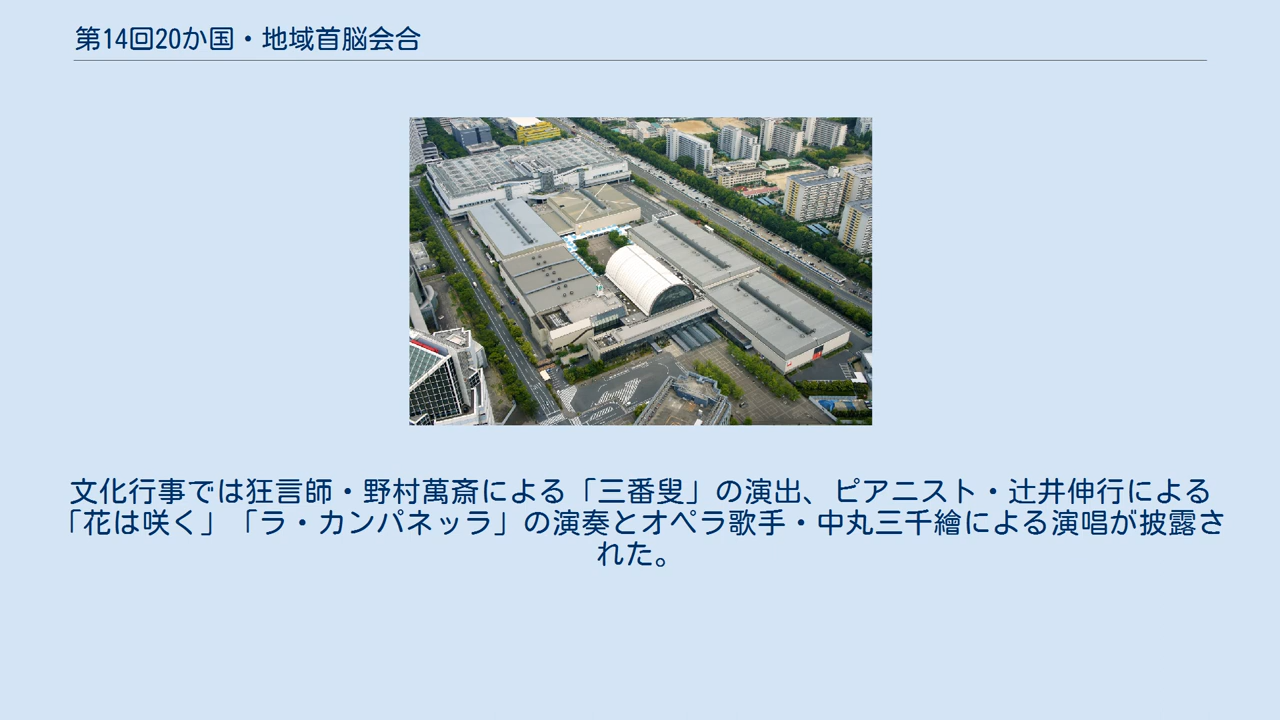 第14回20か国・地域首脳会合
文化行事では狂言師・野村萬斎による「三番叟」の演出、ピアニスト・辻井伸行による
「花は咲く」「ラ・カンパネッラ」の演奏とオペラ歌手・中丸三千繪による演唱が披露さ
れた。